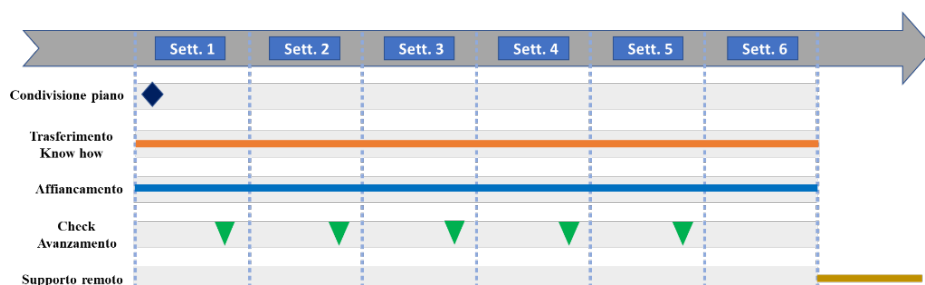 Sett. 1
Sett. 2
Sett. 3
Sett. 4
Sett. 5
Sett. 6
Condivisione piano
Trasferimento
Know how
Affiancamento
Check
Avanzamento
Supporto remoto